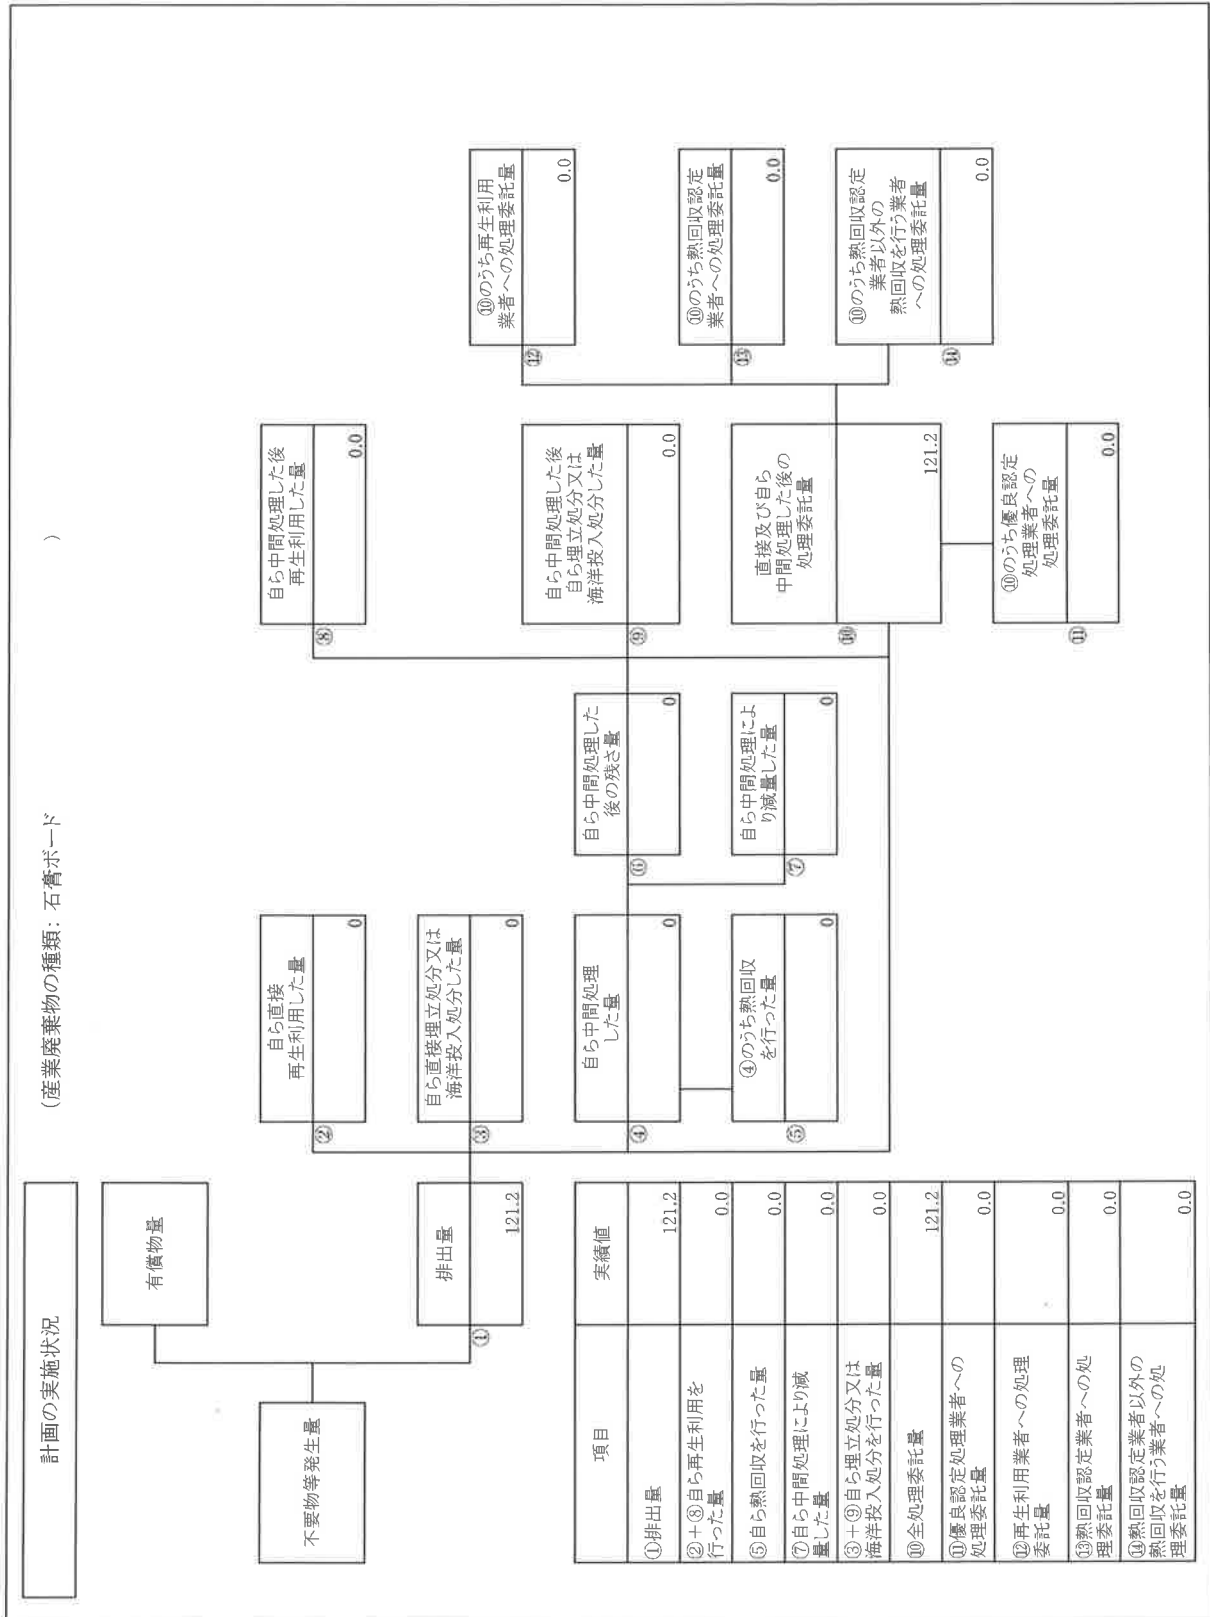 計画の実施状況
(産業廃棄物の種類: 石膏ボード
)
不要物等発生量
有償物量
①
排出量
121.2
②
自ら直接
再生利用した量
0
③
自ら直接埋立処分又は
海洋投入処分した量
0
④
自ら中間処理
した量
0
⑤
④のうち熱回収
を行った量
0
⑥
自ら中間処理した
後の残さ量
0
⑦
自ら中間処理によ
り減量した量
0
⑧
自ら中間処理した後
再生利用した量
0.0
⑨
自ら中間処理した後
自ら埋立処分又は
海洋投入処分した量
0.0
⑩
直接及び自ら
中間処理した後の
処理委託量
121.2
⑪
⑩のうち優良認定
処理業者への
処理委託量
0.0
⑫
⑩のうち再生利用
業者への処理委託量
0.0
⑬
⑩のうち熱回収認定
業者への処理委託量
0.0
⑭
⑩のうち熱回収認定
業者以外の
熱回収を行う業者
への処理委託量
0.0
項目 実績値
①排出量 121.2
②+⑧自ら再生利用を
行った量 0.0
⑤自ら熱回収を行った量 0.0
⑦自ら中間処理により減
量した量 0.0
③+⑨自ら埋立処分又は
海洋投入処分を行った量 0.0
⑩全処理委託量 121.2
⑪優良認定処理業者への
処理委託量 0.0
⑫再生利用業者への処理
委託量 0.0
⑬熱回収認定業者への処
理委託量 0.0
⑭熱回収認定業者以外の
熱回収を行う業者への処
理委託量 0.0